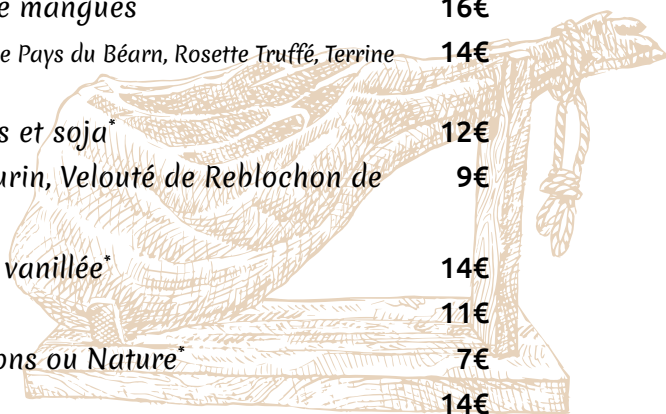 mangues 16€
e Pays du Béarn, Rosette Truffé, Terrine 14€
s et soja* 12€
urin, Velouté de Reblochon de 9€
vanillée* 14€
11€
ons ou Nature* 7€
14€